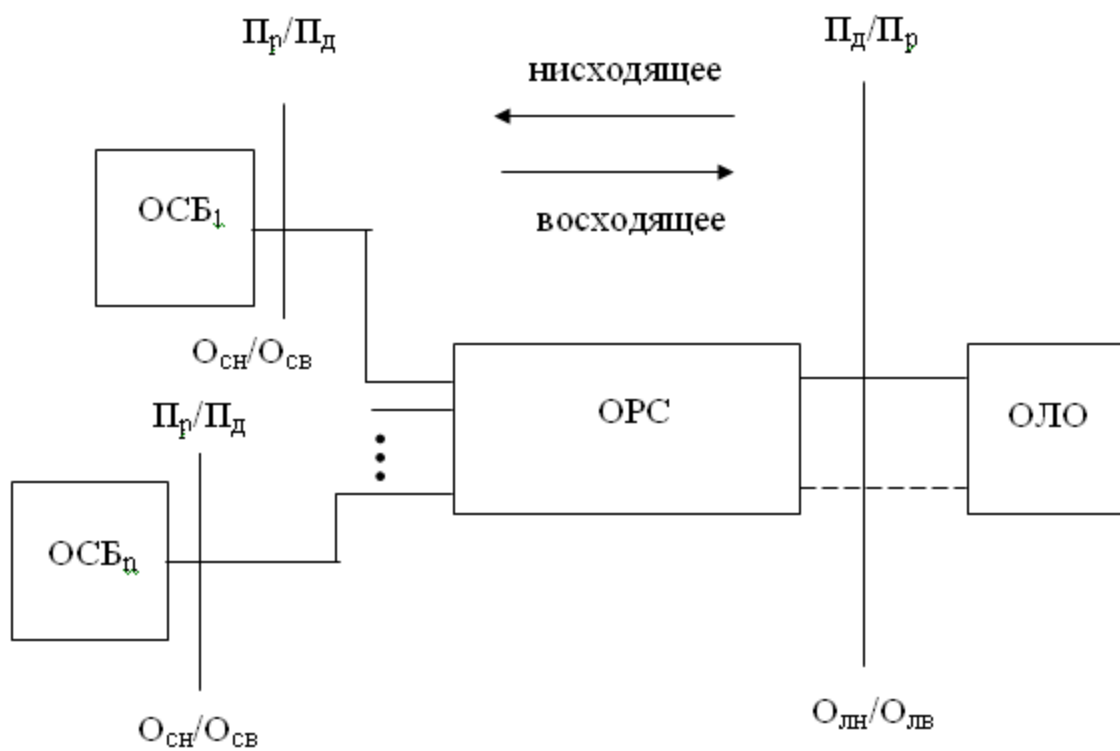 Пр/Пд
Пд/Пр
нисходящее
восходящее
ОСБ1
Осн/Осв
Пр/Пд
ОРС
ОЛО
ОСБn
Осн/Осв
Олн/Олв